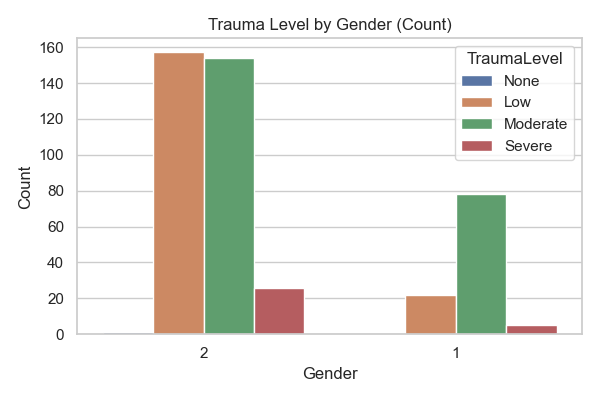 Trauma Level by Gender (Count)
TraumaLevel
None
Low
Moderate
Severe
Count
160
140
120
100
80
60
40
20
0
2
1
Gender